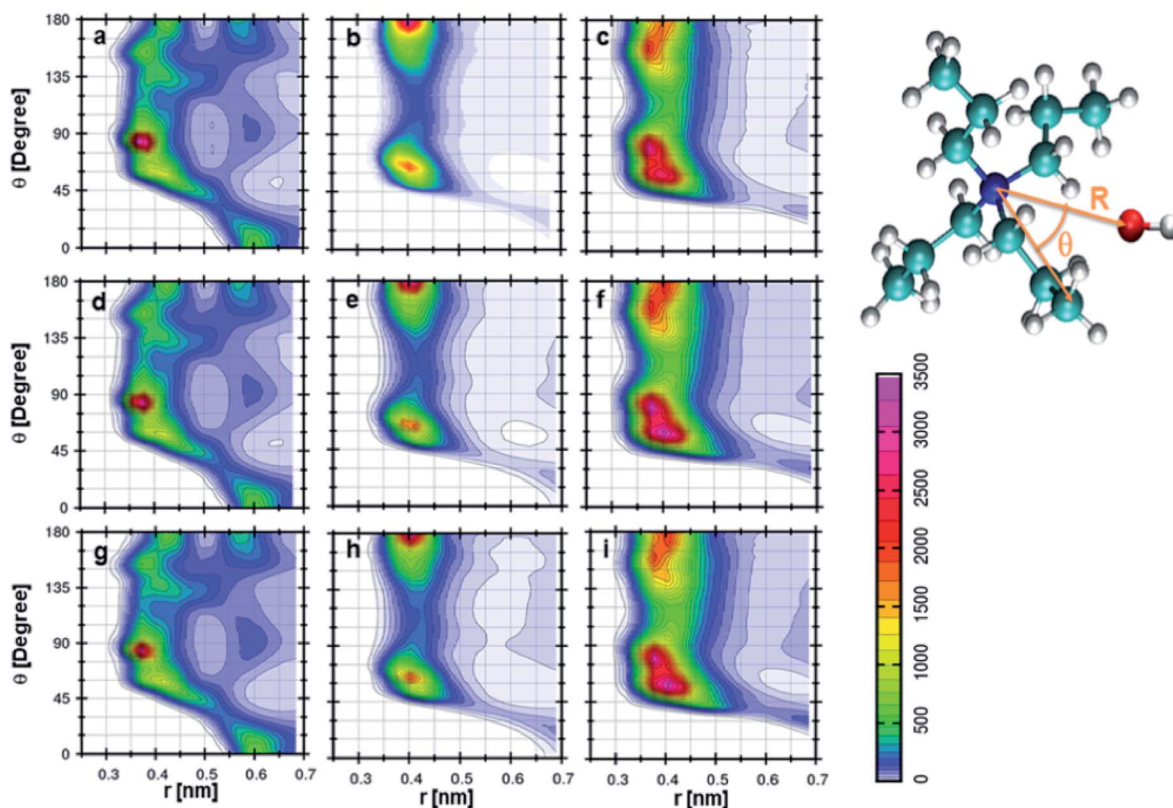 a b c
θ [Degree] 180 135 90 45 0
d e f
θ [Degree] 180 135 90 45 0
g h i
θ [Degree] 180 135 90 45 0
0.3 0.4 0.5 0.6 0.7 0.3 0.4 0.5 0.6 0.7 0.3 0.4 0.5 0.6 0.7
r [nm] r [nm] r [nm]
R
θ
3500
3000
2500
2000
1500
1000
500
0